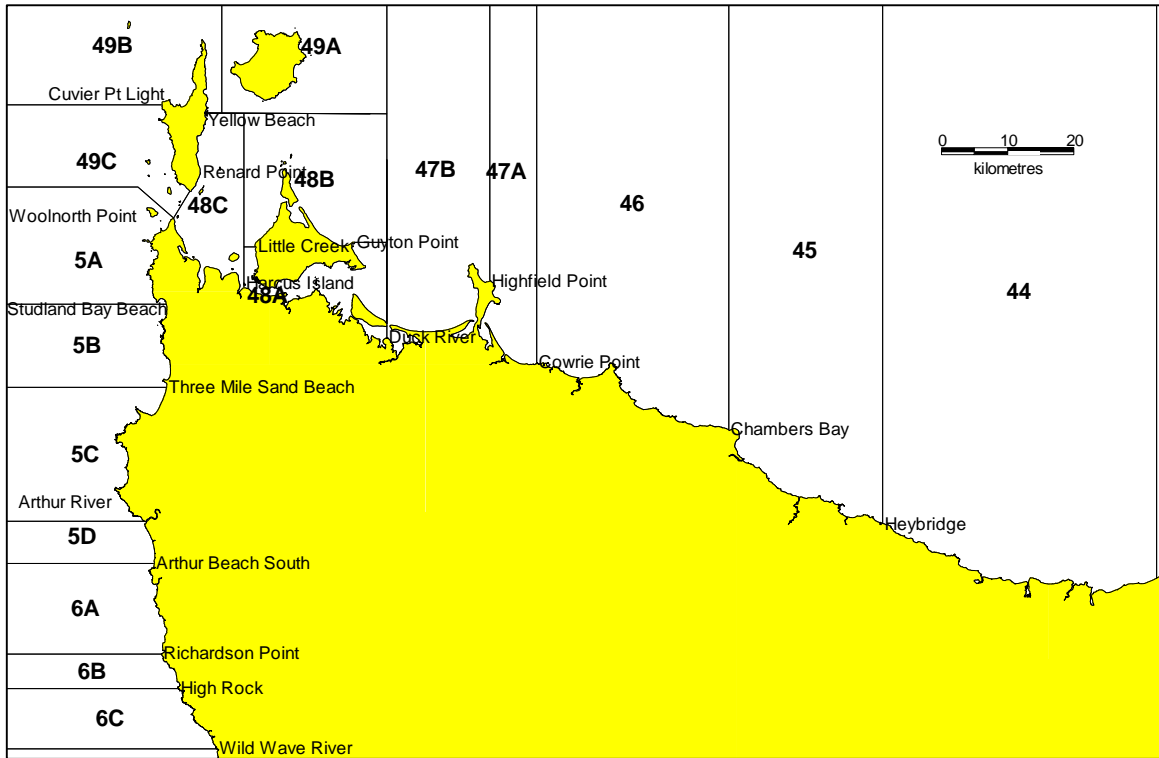 49B
49A
Cuvier Pt Light
Yellow Beach
0 10 20
kilometres
49C
Renard Point
48B
47B
47A
48C
46
Woolnorth Point
Little Creek
Guyton Point
45
5A
Harcus Island
Highfield Point
44
48A
Studland Bay Beach
5B
Duck River
Cowrie Point
Three Mile Sand Beach
Chambers Bay
5C
Arthur River
Heybridge
5D
Arthur Beach South
6A
Richardson Point
6B
High Rock
6C
Wild Wave River